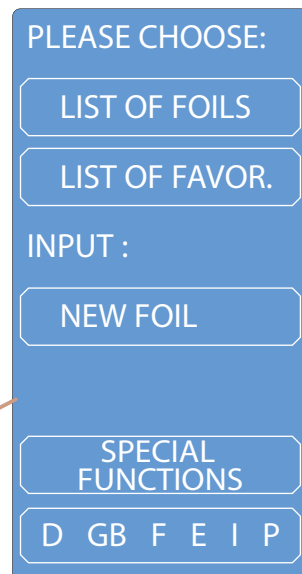 PLEASE CHOOSE:
LIST OF FOILS
LIST OF FAVOR.
INPUT :
NEW FOIL
SPECIAL
FUNCTIONS
D GB F E I P